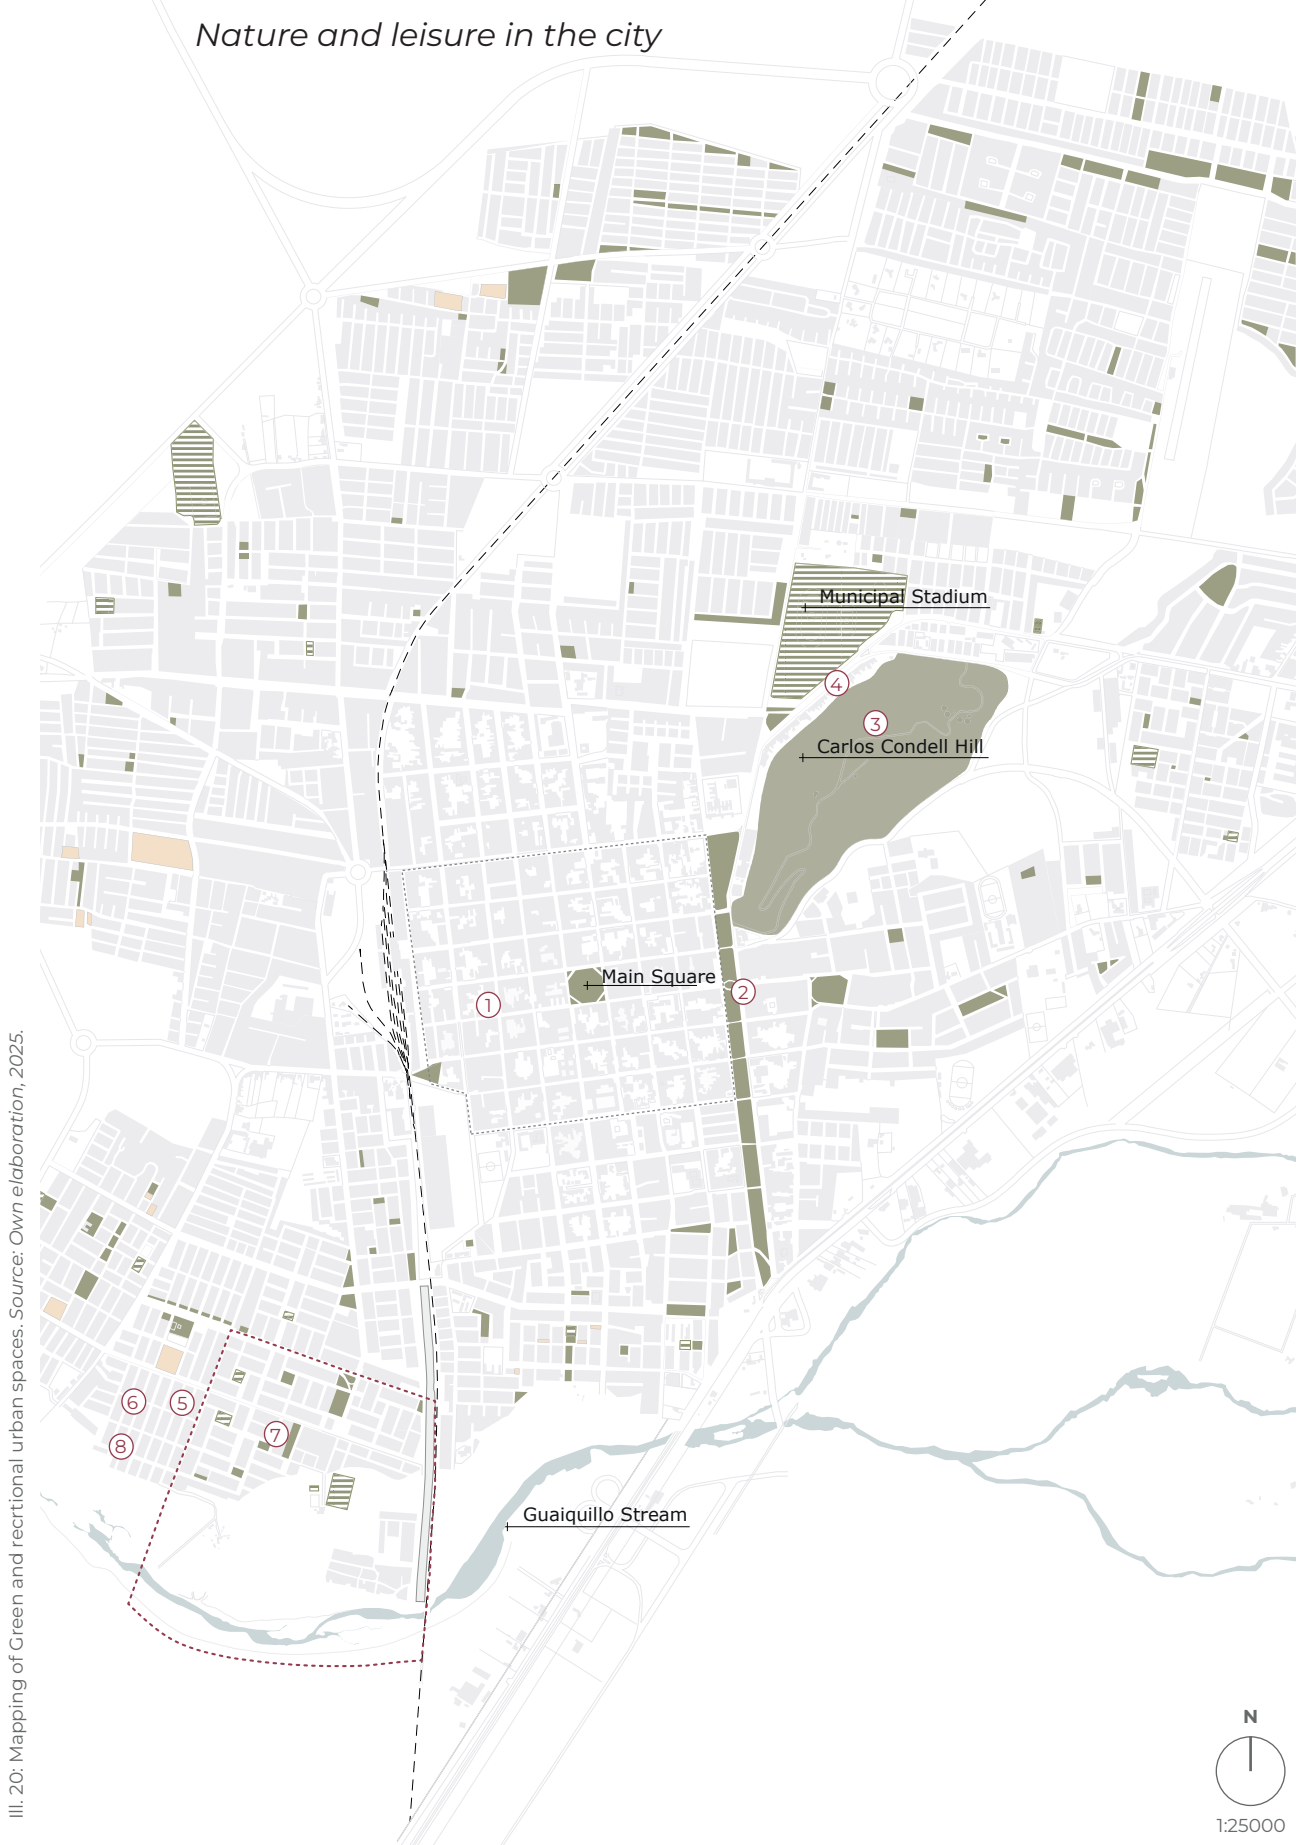 Nature and leisure in the city
Municipal Stadium
4
3
Carlos Condell Hill
Main Square
1
2
6
5
7
8
Guaiquillo Stream
Ill. 20: Mapping of Green and recrtional urban spaces. Source: Own elaboration, 2025.
N
1:25000